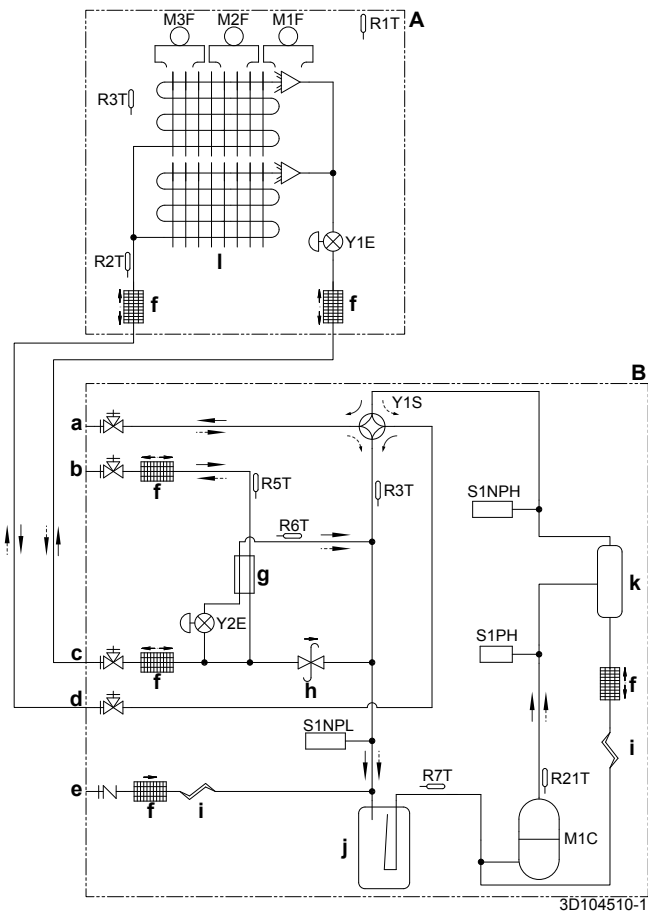 M3F M2F M1F
R1T
A
R3T
Y1E
R2T
l
f
f
B
a
Y1S
b
f
R5T
R3T
S1NPH
R6T
g
k
Y2E
S1PH
c
f
h
f
d
S1NPL
i
e
f
i
R7T
R21T
j
M1C
3D104510-1